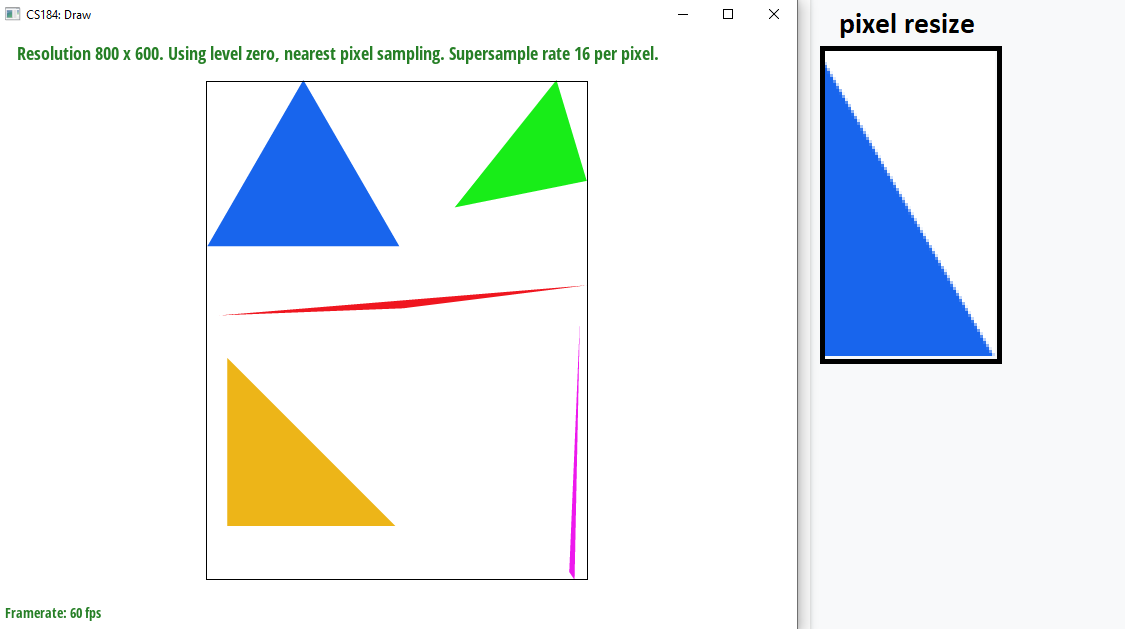 CS184: Draw
pixel resize
Resolution 800 x 600. Using level zero, nearest pixel sampling. Supersample rate 16 per pixel.
Framerate: 60 fps